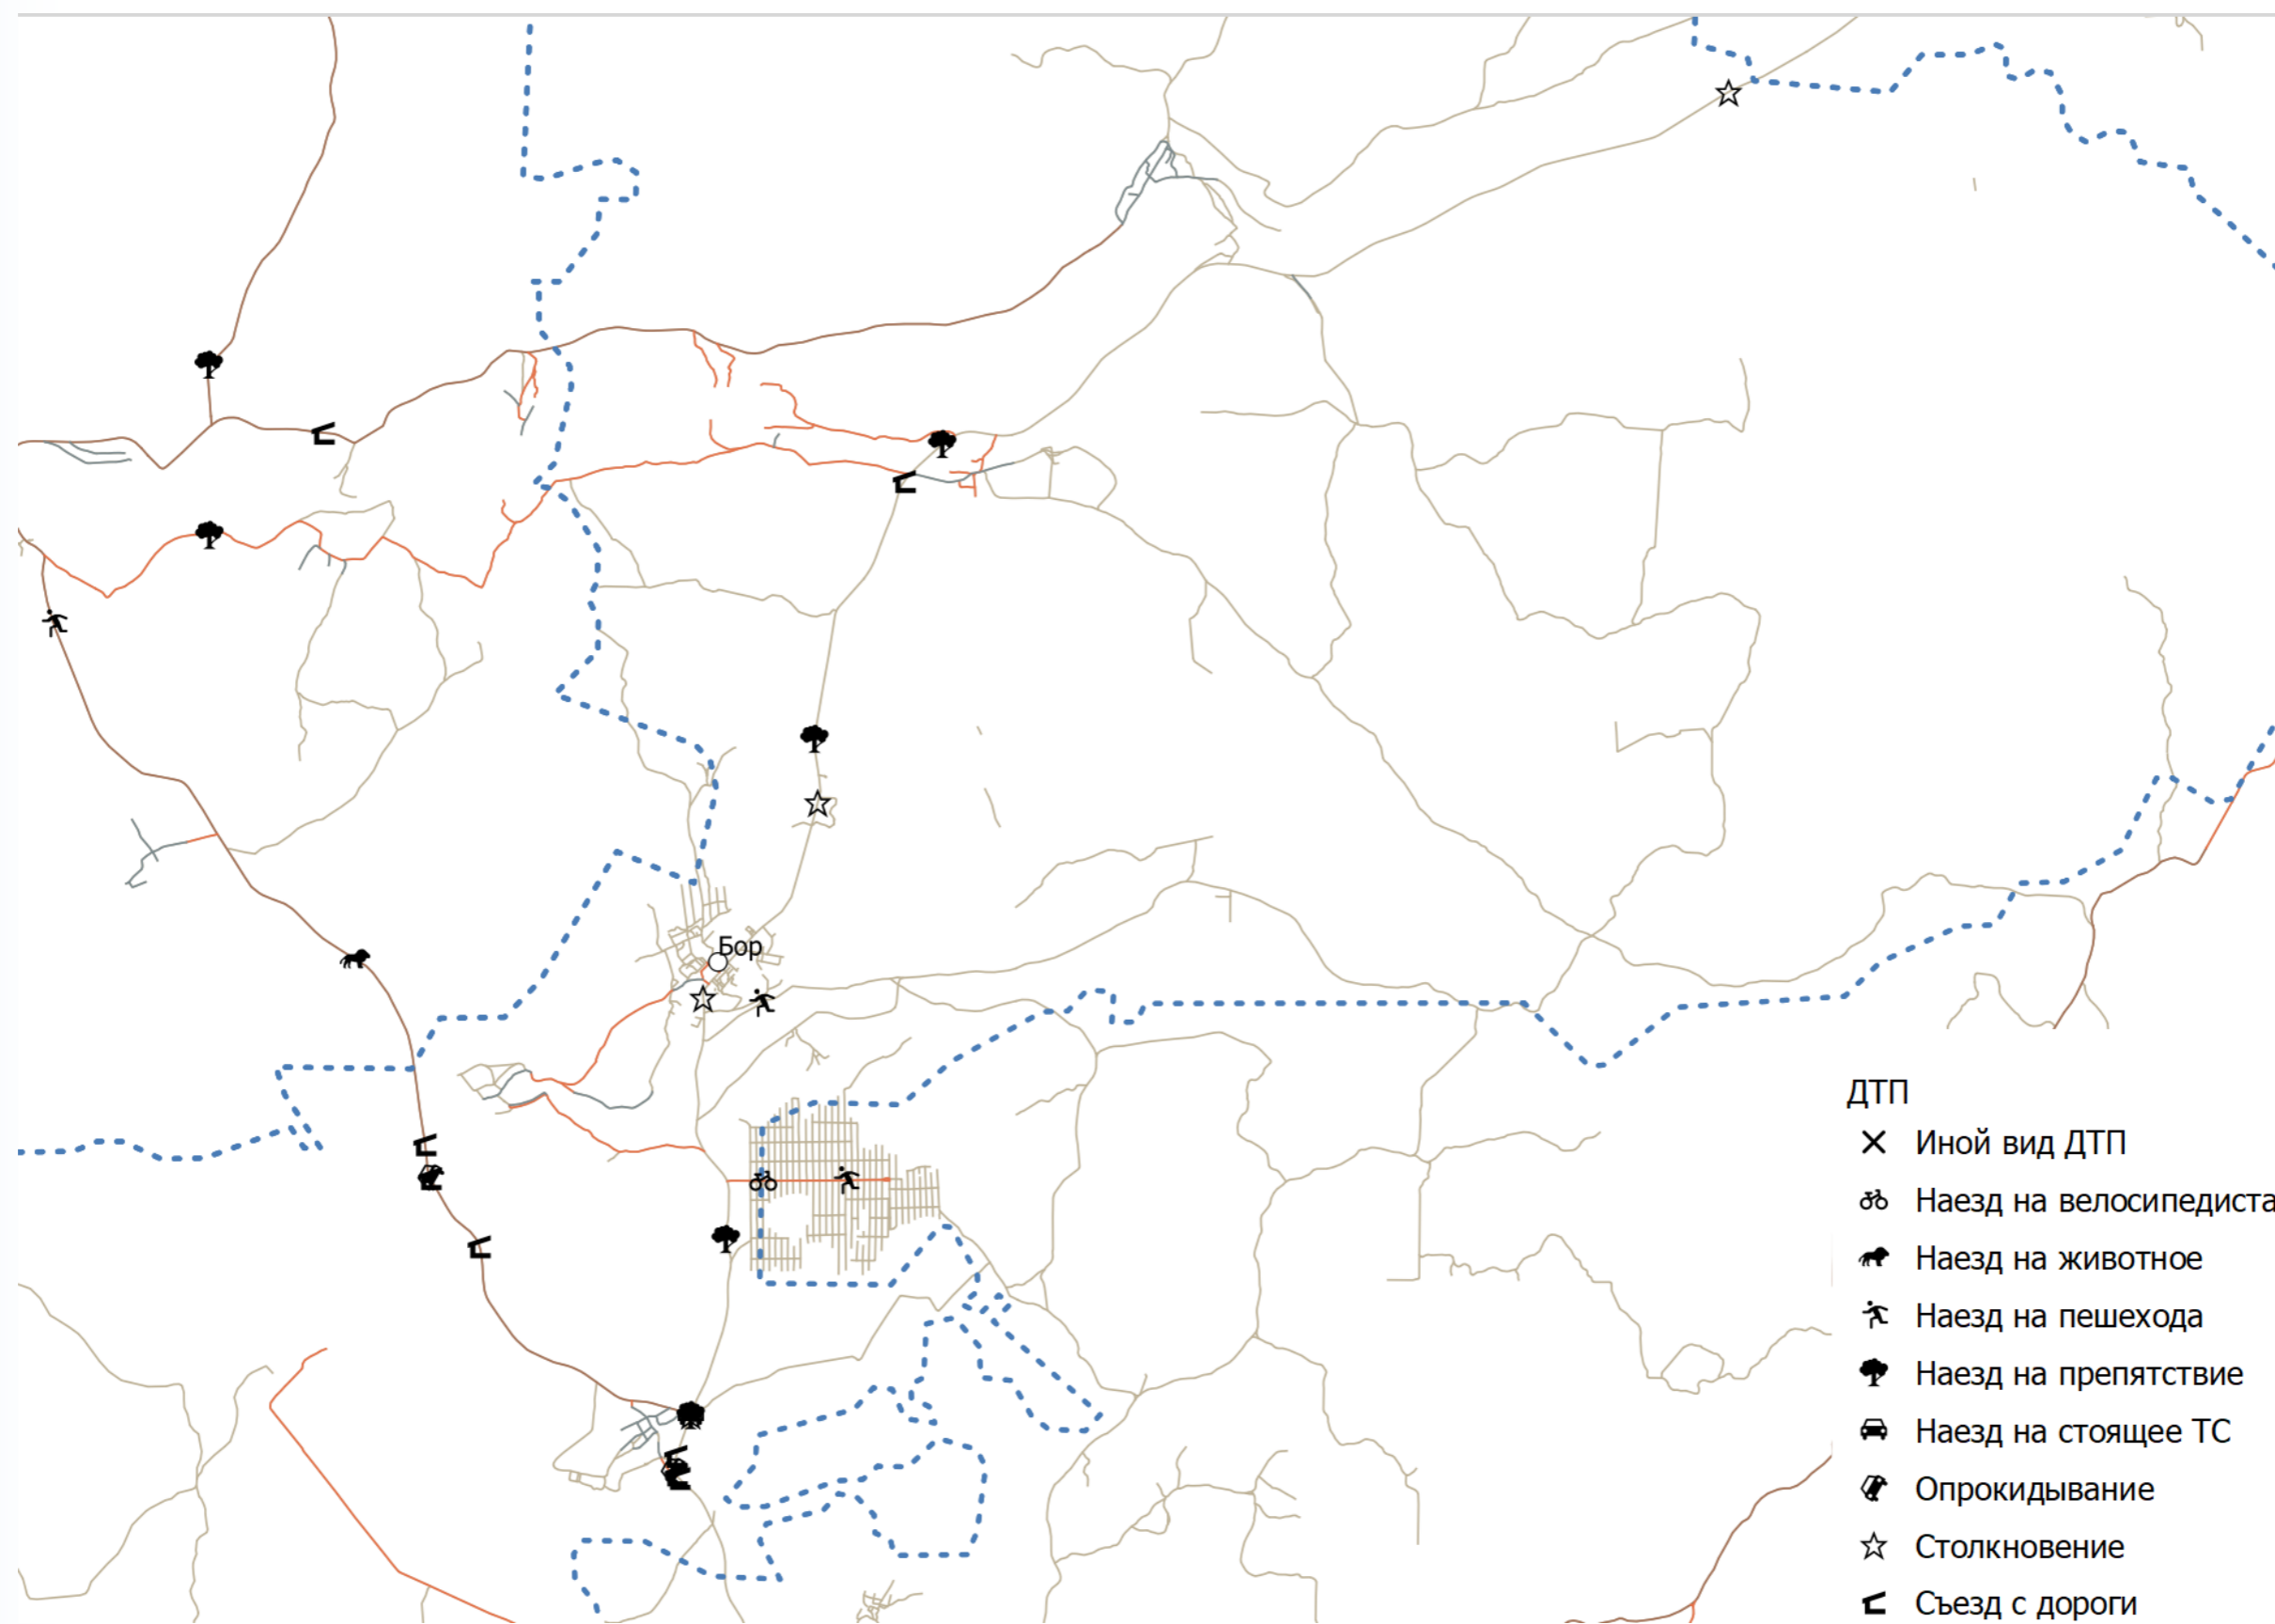 Бор
ДТП
Иной вид ДТП
Наезд на велосипедиста
Наезд на животное
Наезд на пешехода
Наезд на препятствие
Наезд на стоящее ТС
Опрокидывание
Столкновение
Съезд с дороги